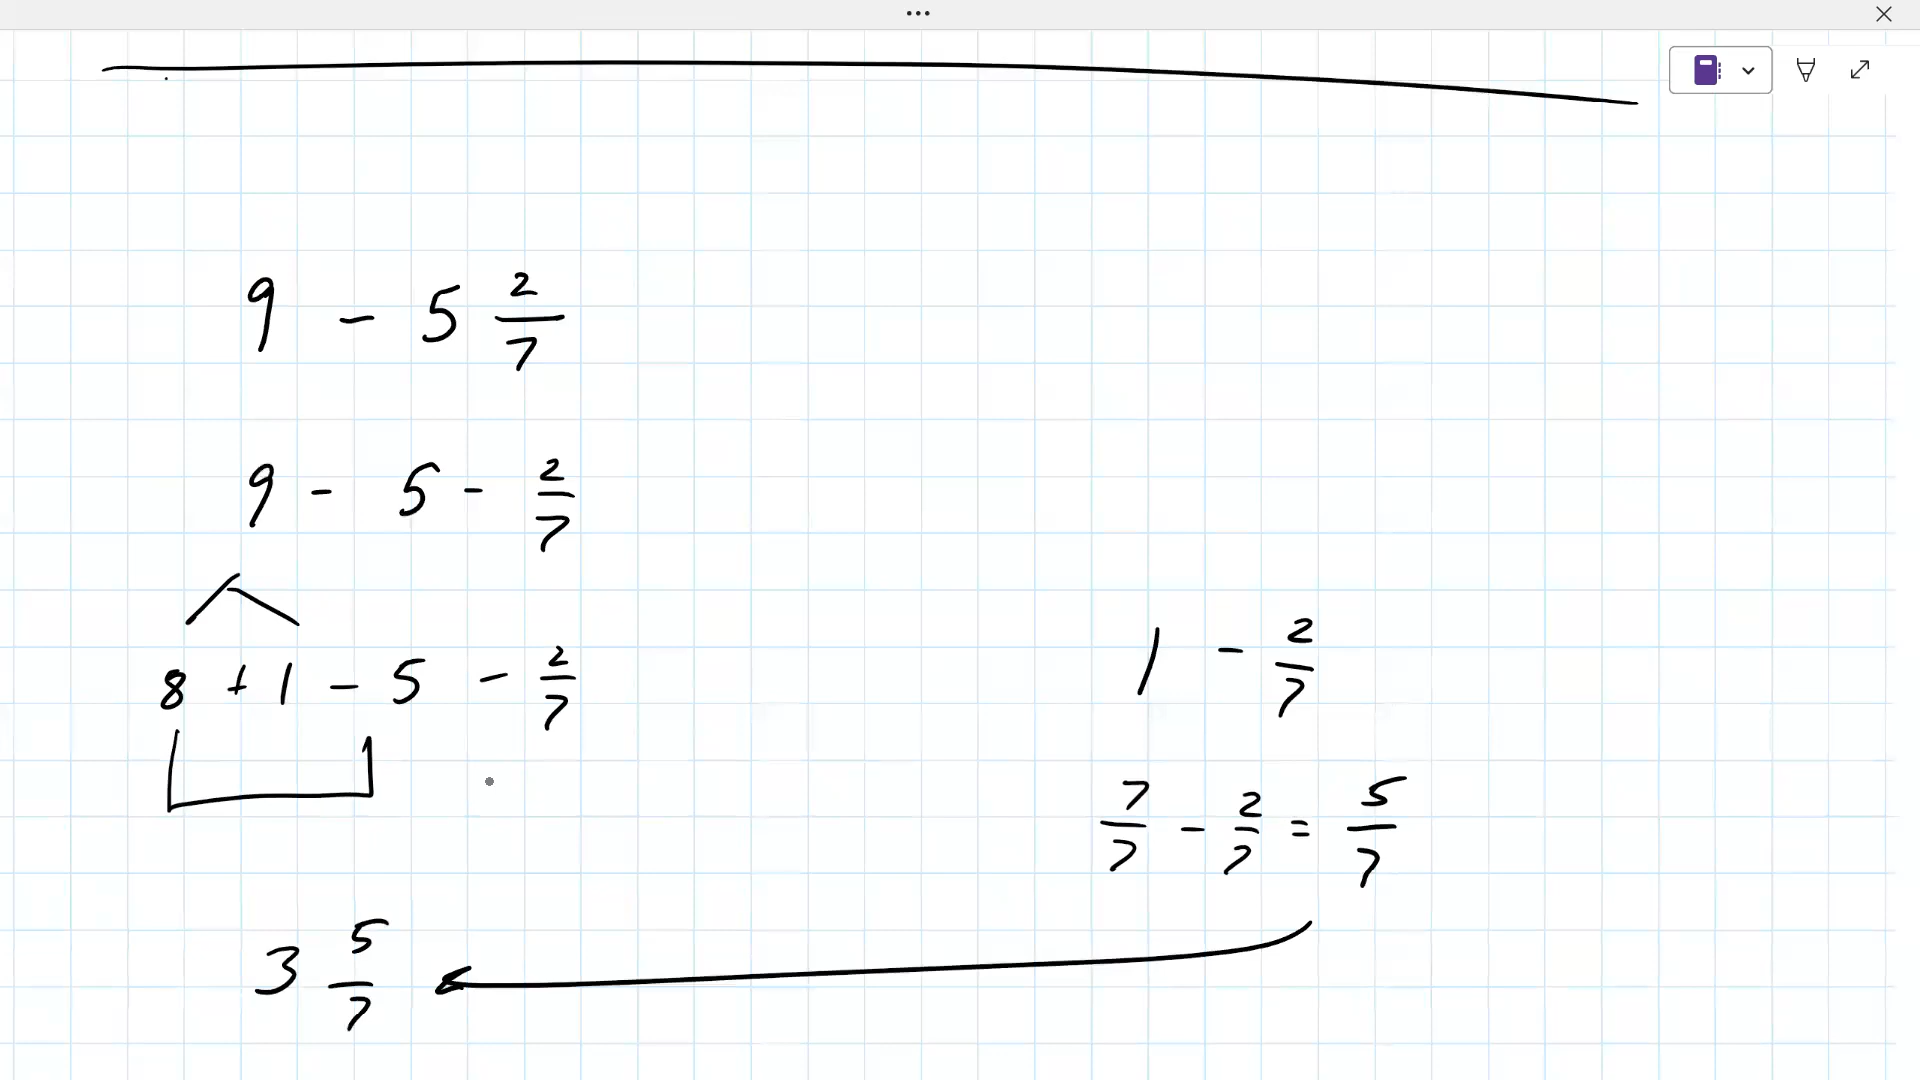 9 - 5 2/7
9 - 5 - 2/7
8 + 1 - 5 - 2/7
1 - 2/7
7/7 - 2/7 = 5/7
3 5/7